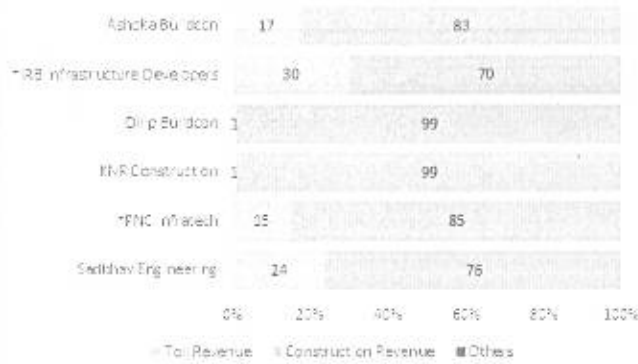 Ashoka Buildcon 17 83
*IRB Infrastructure Developers 30 70
Dilip Buildcon 1 99
KNR Construction 1 99
*PNC Infratech 15 85
Sadbhav Engineering 24 76
0% 20% 40% 60% 80% 100%
Toll Revenue Construction Revenue Others